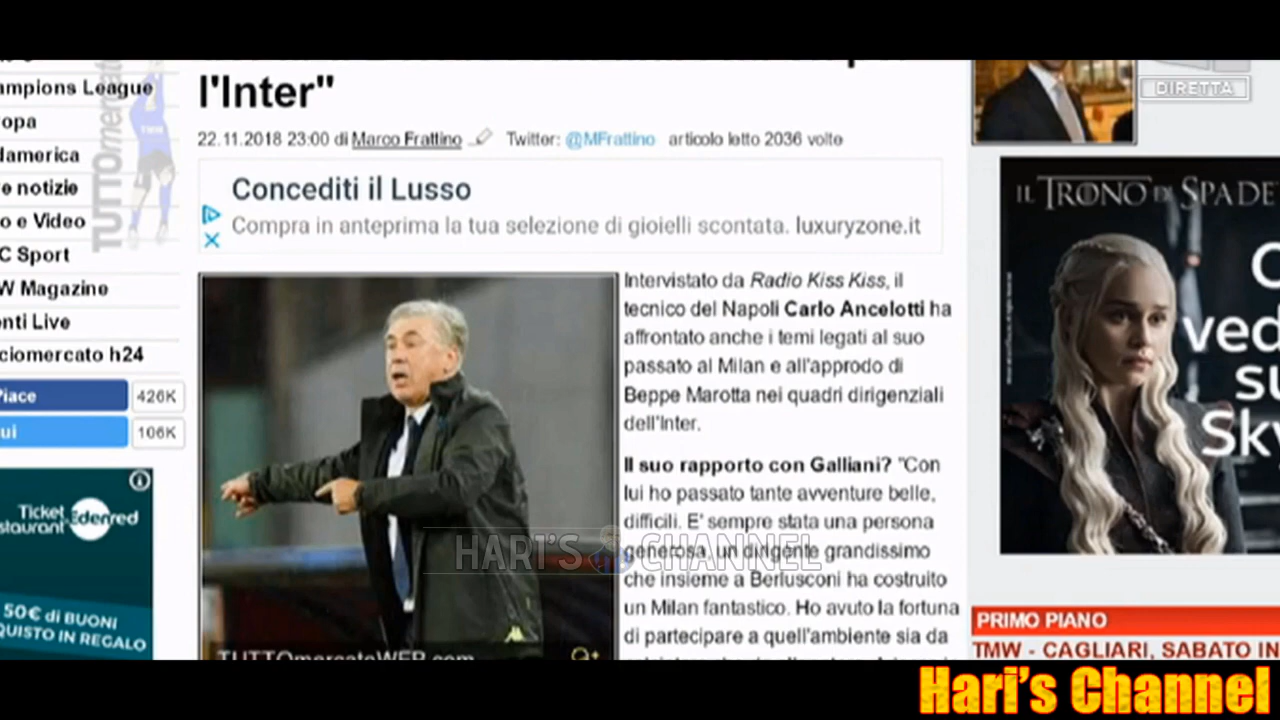 l'Inter"
22.11.2018 23:00 di Marco Frattino Twitter: @MFrattino articolo letto 2036 volte
Concediti il Lusso
Compra in anteprima la tua selezione di gioielli scontata. luxuryzone.it
mpions League
opa
damerica
e notizie
o e Video
C Sport
W Magazine
nti Live
ciomercato h24
Piace
426K
ui
106K
TUTTOmercato
Ticket
staurant
Edenred
50€ di BUONI
QUISTO IN REGALO
TUTTOmercatoWEB.com
Intervistato da Radio Kiss Kiss, il
tecnico del Napoli Carlo Ancelotti ha
affrontato anche i temi legati al suo
passato al Milan e all'approdo di
Beppe Marotta nei quadri dirigenziali
dell'Inter.
Il suo rapporto con Galliani? "Con
lui ho passato tante avventure belle,
difficili. E' sempre stata una persona
generosa, un dirigente grandissimo
che insieme a Berlusconi ha costruito
un Milan fantastico. Ho avuto la fortuna
di partecipare a quell'ambiente sia da
HARI'S CHANNEL
DIRETTA
IL TRONO DI SPADE
C
ved
su
Sky
PRIMO PIANO
TMW - CAGLIARI, SABATO IN
Hari's Channel